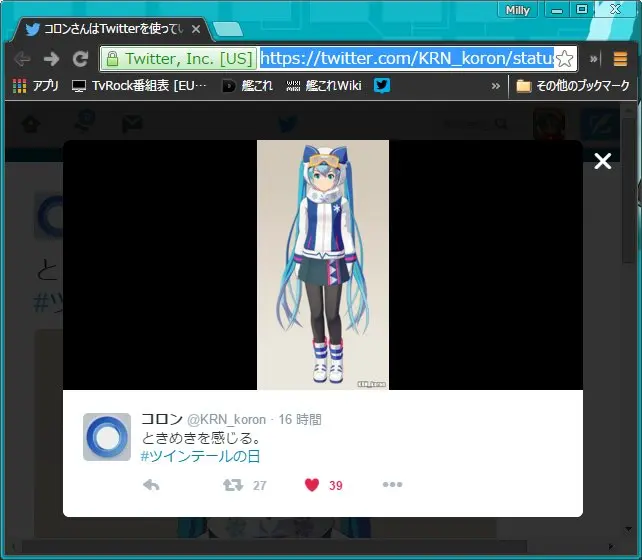 Milly
コロンさんはTwitterを使ってい
Twitter, Inc. [US] https://twitter.com/KRN_koron/statu
アプリ TvRock番組表 [EU… 艦これ 艦これWiki » その他のブックマーク
コロン @KRN_koron · 16 時間
ときめきを感じる。
#ツインテールの日
27 39